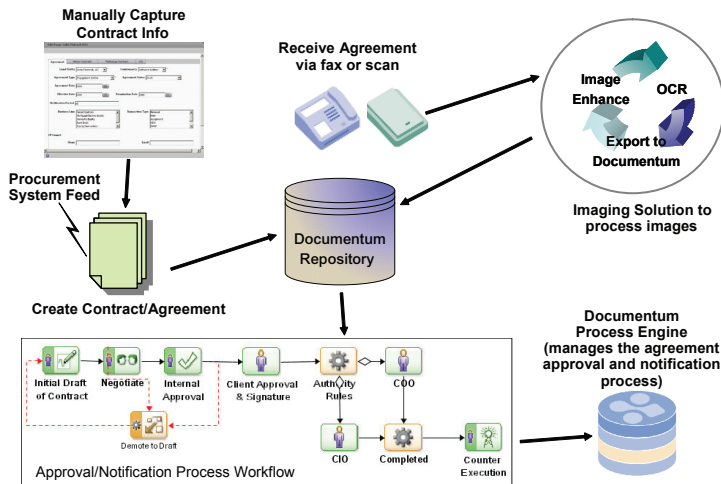 Manually Capture
Contract Info
Receive Agreement
via fax or scan
Image
Enhance
OCR
Export to
Documentum
Imaging Solution to
process images
Procurement
System Feed
Documentum
Repository
Create Contract/Agreement
Documentum
Process Engine
(manages the agreement
approval and notification
process)
Initial Draft
of Contract
Negotiate
Internal
Approval
Client Approval
& Signature
Authority
Rules
COO
Demote to Draft
CIO
Completed
Counter
Execution
Approval/Notification Process Workflow